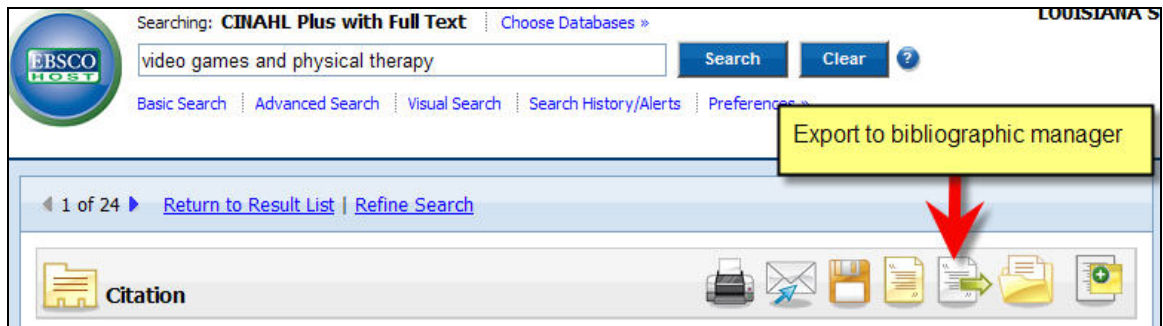 Searching: CINAHL Plus with Full Text Choose Databases »
LOUISIANA S
EBSCO
HOST
video games and physical therapy Search Clear ?
Basic Search Advanced Search Visual Search Search History/Alerts Preferences »
Export to bibliographic manager
1 of 24 Return to Result List | Refine Search
Citation